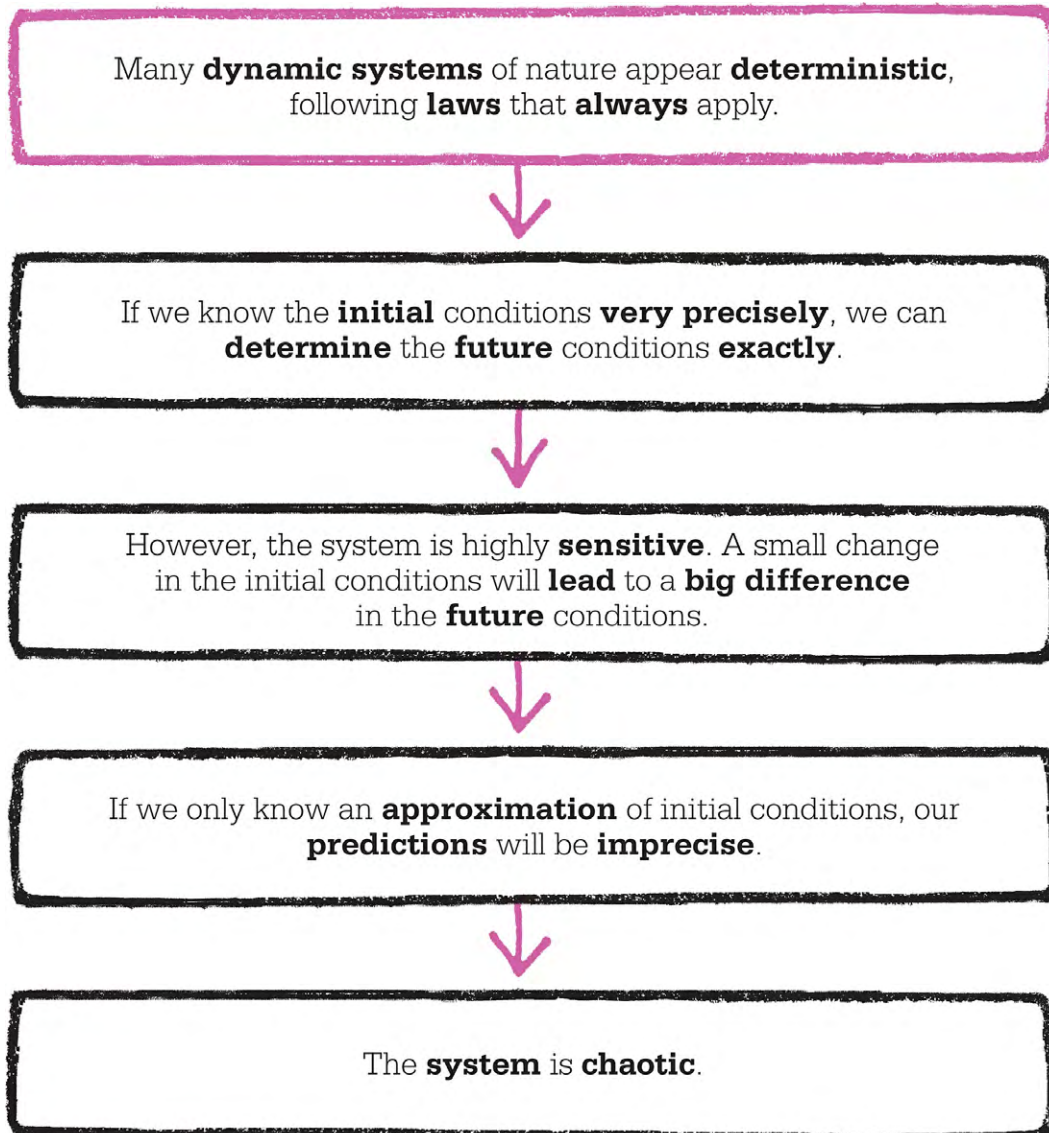 Many dynamic systems of nature appear deterministic,
following laws that always apply.
If we know the initial conditions very precisely, we can
determine the future conditions exactly.
However, the system is highly sensitive. A small change
in the initial conditions will lead to a big difference
in the future conditions.
If we only know an approximation of initial conditions, our
predictions will be imprecise.
The system is chaotic.